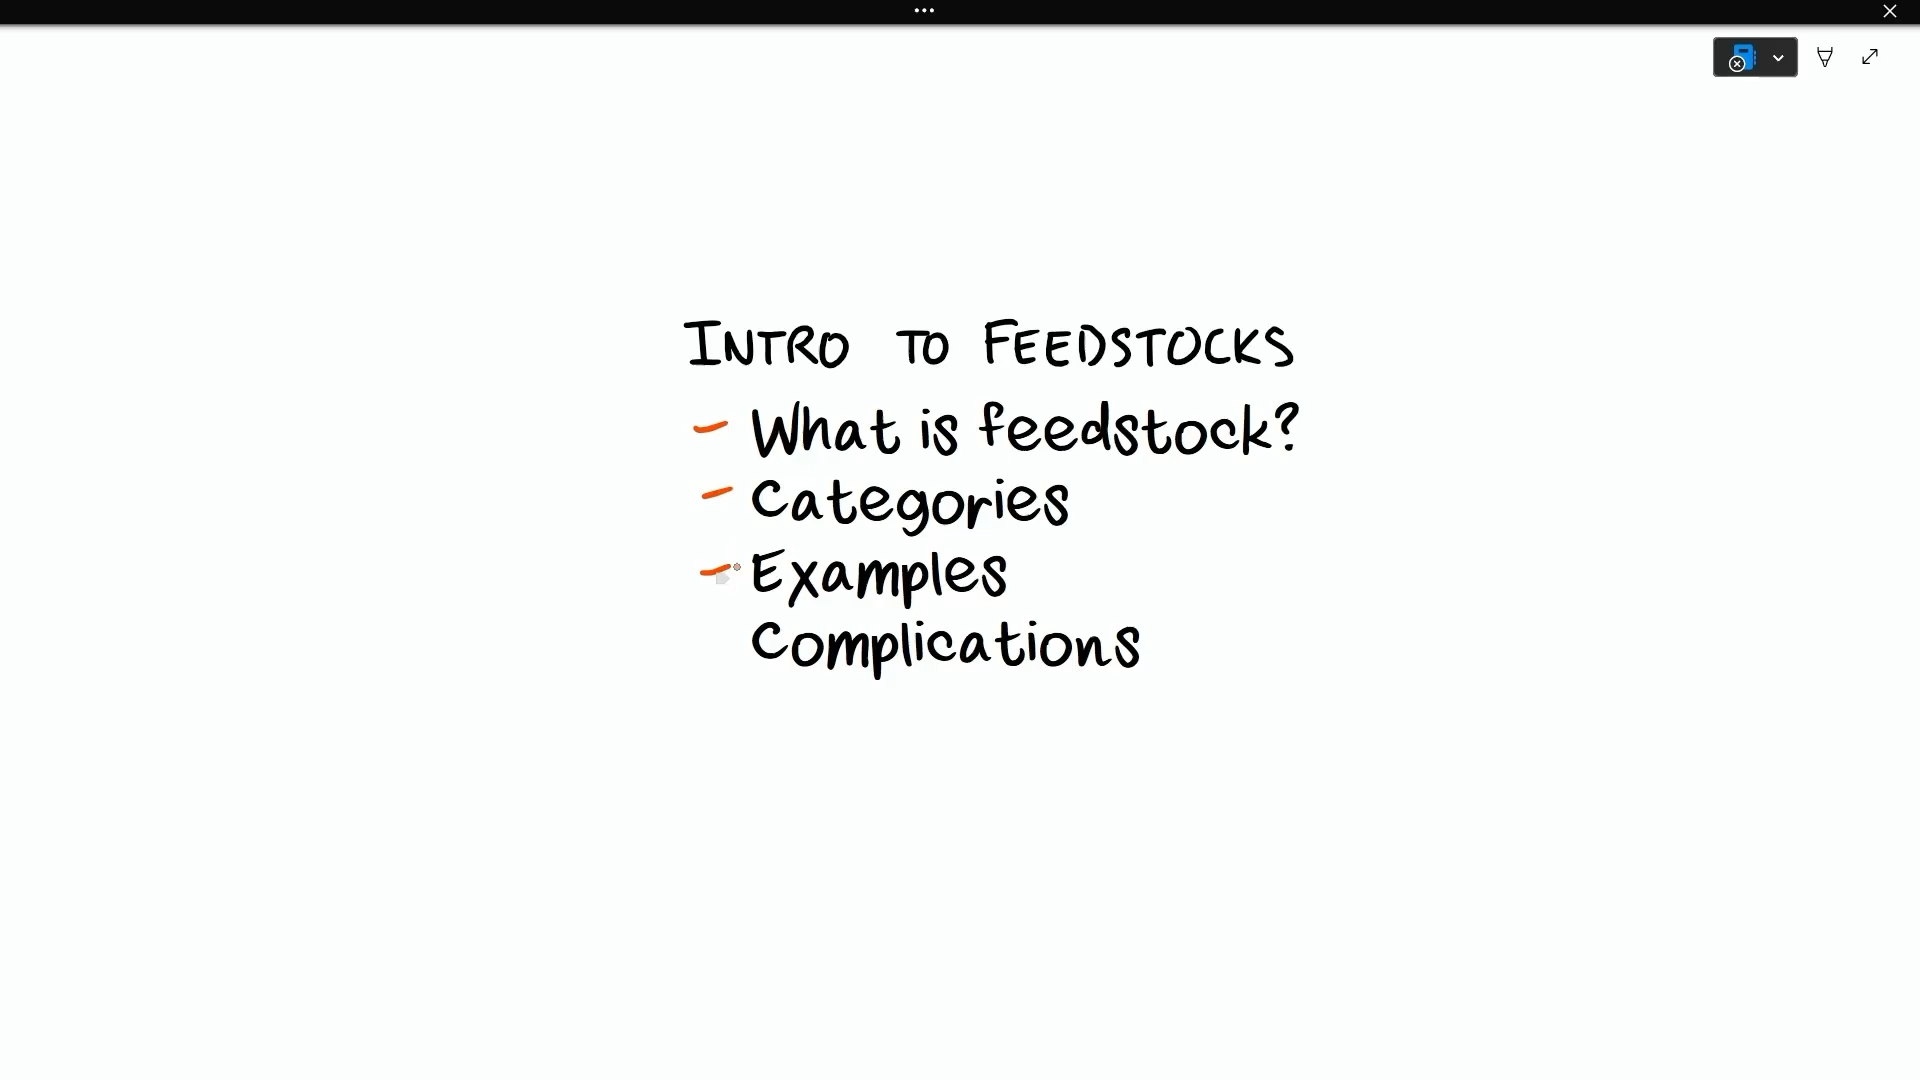 INTRO TO FEEDSTOCKS
- What is feedstock?
- Categories
- Examples
Complications